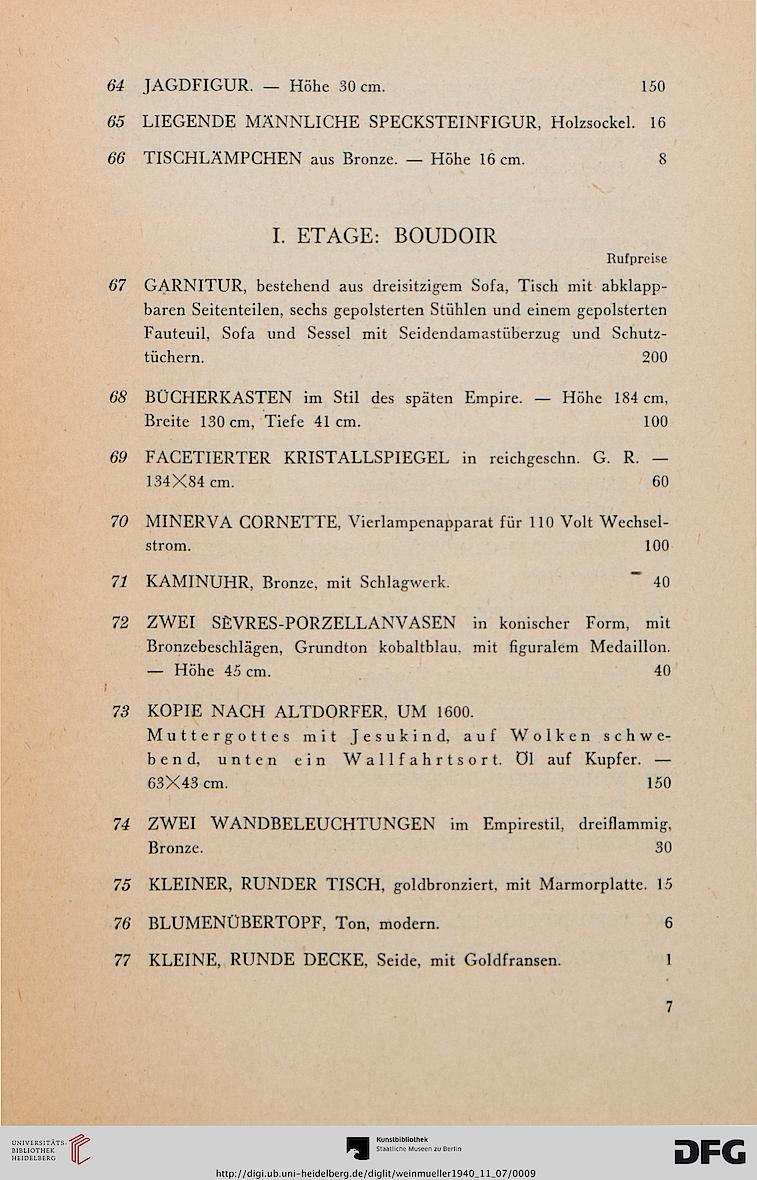 64 JAGDFIGUR. — Höhe 30 cm. 150
65 LIEGENDE MÄNNLICHE SPECKSTEINFIGUR, Holzsockel. 16
66 TISCHLÄMPCHEN aus Bronze. — Höhe 16 cm. 8
I. ETAGE: BOUDOIR
Rufpreise
67 GARNITUR, bestehend aus dreisitzigem Sofa, Tisch mit abklapp-
baren Seitenteilen, sechs gepolsterten Stühlen und einem gepolsterten
Fauteuil, Sofa und Sessel mit Seidendamastüberzug und Schutz-
tüchern. 200
68 BÜCHERKASTEN im Stil des späten Empire. — Höhe 184 cm,
Breite 130 cm, Tiefe 41 cm. 100
69 FACETIERTER KRISTALLSPIEGEL in reichgeschn. G. R. —
134×84 cm. 60
70 MINERVA CORNETTE, Vierlampenapparat für 110 Volt Wechsel-
strom. 100
71 KAMINUHR, Bronze, mit Schlagwerk. 40
72 ZWEI SÈVRES-PORZELLANVASEN in konischer Form, mit
Bronzebeschlägen, Grundton kobaltblau, mit figuralem Medaillon.
— Höhe 45 cm. 40
73 KOPIE NACH ALTDORFER, UM 1600.
Muttergottes mit Jesukind, auf Wolken schwe-
bend, unten ein Wallfahrtsort. Öl auf Kupfer. —
63×43 cm. 150
74 ZWEI WANDBELEUCHTUNGEN im Empirestil, dreiflammig,
Bronze. 30
75 KLEINER, RUNDER TISCH, goldbronziert, mit Marmorplatte. 15
76 BLUMENÜBERTOPF, Ton, modern. 6
77 KLEINE, RUNDE DECKE, Seide, mit Goldfransen. 1
7
UNIVERSITÄTS-
BIBLIOTHEK
HEIDELBERG
Kunstbibliothek
Staatliche Museen zu Berlin
DFG
http://digi.ub.uni-heidelberg.de/diglit/weinmueller1940_11_07/0009